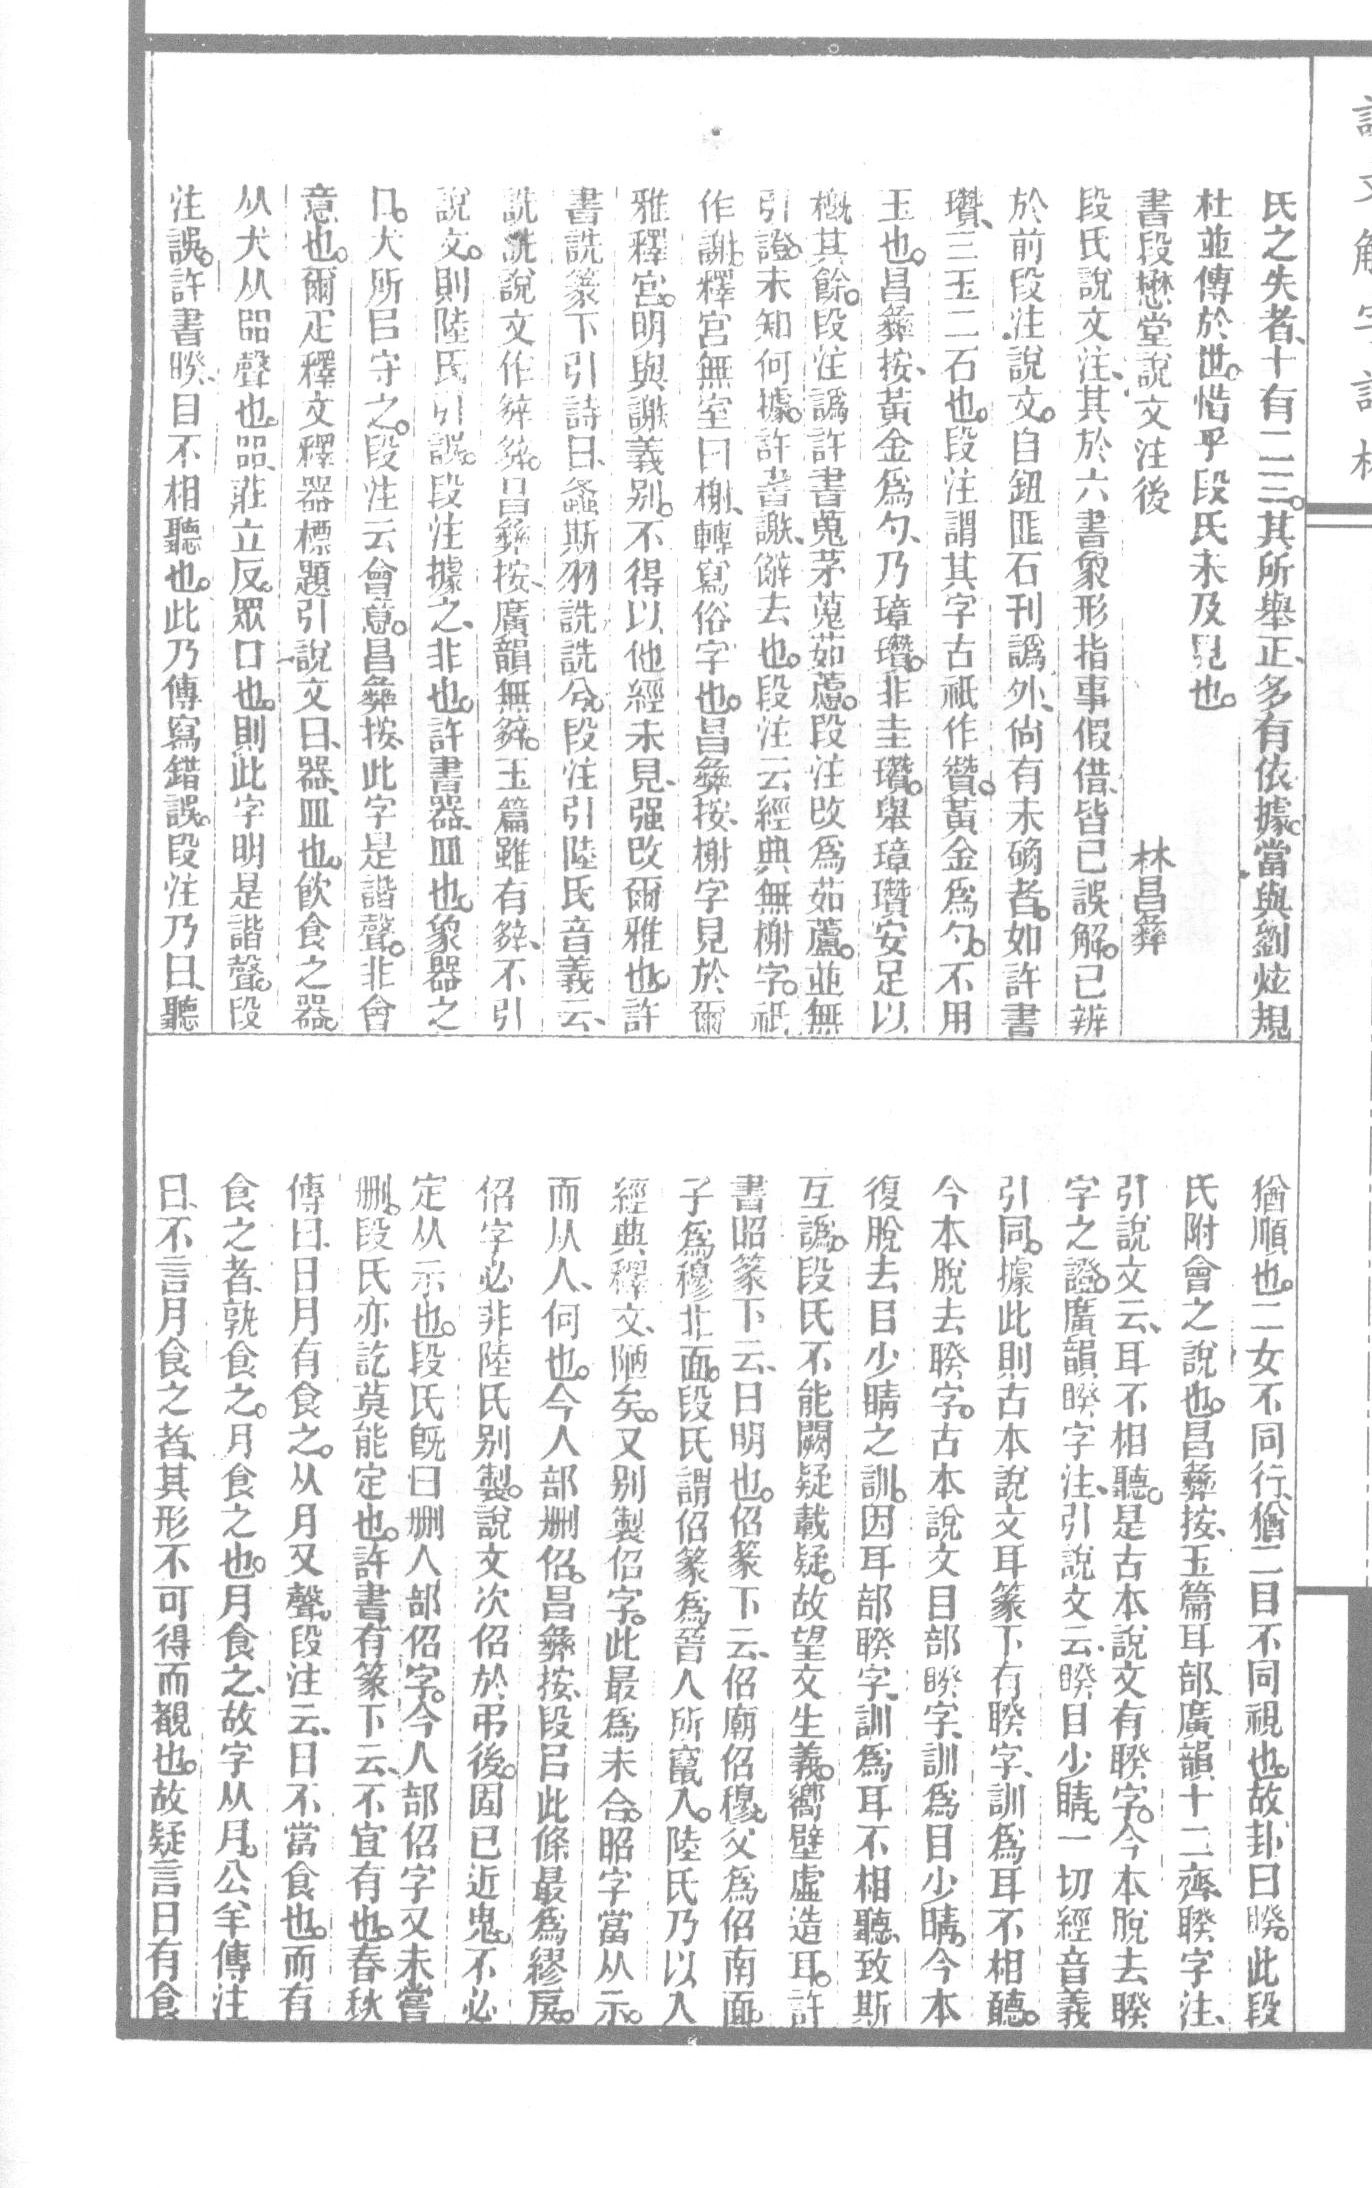 氏之失者、十有二三。其所舉正、多有依據。當與劉炫規
杜並傳於世。惜乎段氏未及見也。
書段懋堂說文注後
林昌彝
段氏說文注、其於六書象形指事假借、皆已誤解。已辨
於前段注說文。自鈕匪石刊譌外、尙有未确者。如許書
瓚、三玉二石也。段注謂其字古祇作贊。黃金爲勺。不用
玉也。昌彝按、黃金爲勺、乃璋瓚。非圭瓚。舉璋瓚安足以
槪其餘。段注譌許書蒐茅蒐茹藘。段注改爲茹蘆。並無
引證、未知何據。許書謝、辭去也。段注云經典無榭字。祇
作謝。釋宮無室曰榭、轉寫俗字也。昌彝按、榭字見於爾
雅釋宮。明與謝義別。不得以他經未見、强改爾雅也。許
書詵篆下引詩曰、螽斯羽詵詵兮。段注引陸氏音義云、
詵詵說文作𦐇𦐇。昌彝按、廣韻無𦐇。玉篇雖有𦐇、不引
說文。則陸氏引誤。段注據之、非也。許書器、皿也。象器之
口。犬所㠯守之。段注云會意。昌彝按、此字是諧聲。非會
意也。爾疋釋文釋器標題引說文曰、器、皿也。飮食之器。
从犬从㗊聲也。㗊、莊立反。眾口也。則此字明是諧聲。段
注誤。許書睽、目不相聽也。此乃傳寫錯誤。段注乃曰、聽
猶順也。二女不同行、猶二目不同視也。故卦曰睽。此段
氏附會之說也。昌彝按、玉篇耳部、廣韻十二齊、聧字注、
引說文云、耳不相聽。是古本說文有聧字。今本脫去聧
字之證。廣韻睽字注、引說文云、睽目少睛。一切經音義
引同。據此則古本說文耳篆下有聧字、訓爲耳不相聽。
今本脫去聧字。古本說文目部睽字、訓爲目少睛。今本
復脫去目少睛之訓。因耳部聧字、訓爲耳不相聽、致斯
互譌。段氏不能闕疑載疑。故望文生義。嚮壁虛造耳。許
書昭篆下云、日明也。佋篆下云、佋廟佋穆。父爲佋南面。
子爲穆北面。段氏謂佋篆爲晉人所竄入。陸氏乃以入
經典釋文、陋矣。又別製佋字。此最爲未合。昭字當从示。
而从人、何也。今人部刪佋。昌彝按、段㠯此條最爲繆戾。
佋字必非陸氏別製。說文次佋於弔後。固已近鬼。不必
定从示也。段氏旣曰刪人部佋字。今人部佋字又未嘗
刪。段氏亦訖莫能定也。許書、有篆下云、不宜有也。春秋
傳曰、日月有食之。从月又聲。段注云、日不當食也。而有
食之者、孰食之。月食之也。月食之、故字从月。公羊傳注
曰、不言月食之者、其形不可得而覩也。故疑言日有食